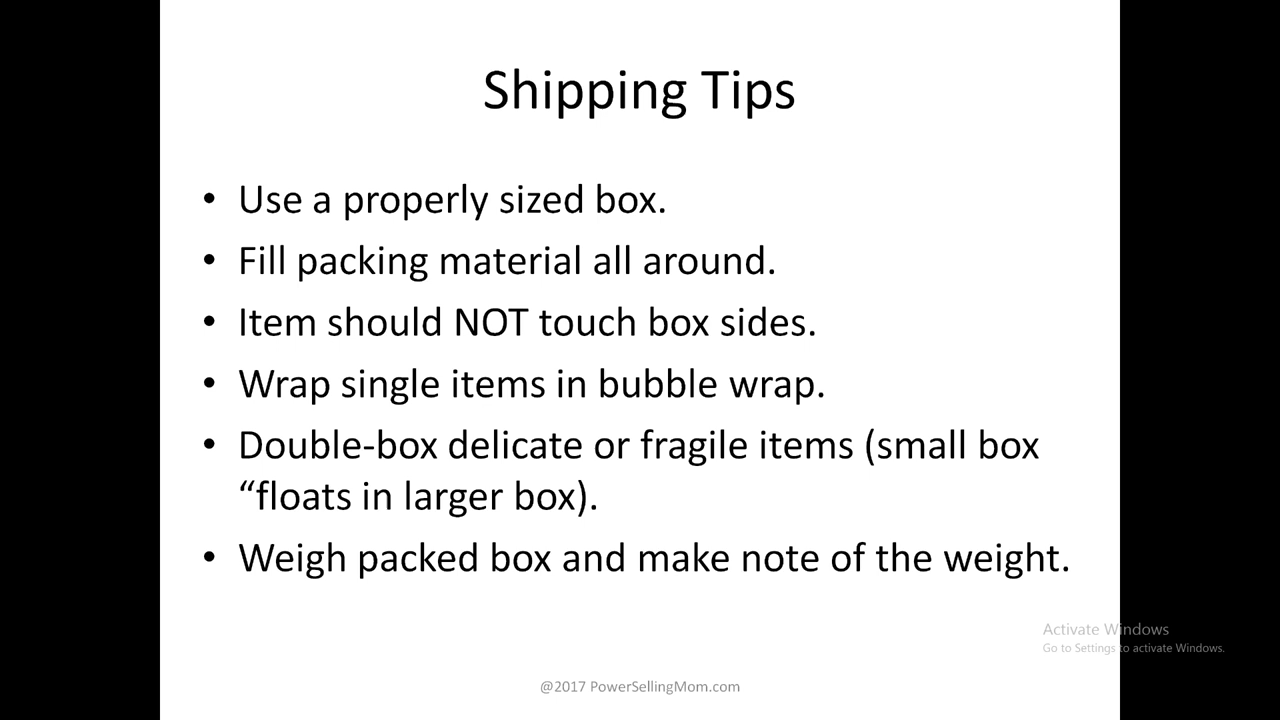 Shipping Tips
• Use a properly sized box.
• Fill packing material all around.
• Item should NOT touch box sides.
• Wrap single items in bubble wrap.
• Double-box delicate or fragile items (small box
“floats in larger box).
• Weigh packed box and make note of the weight.
Activate Windows
Go to Settings to activate Windows.
@2017 PowerSellingMom.com